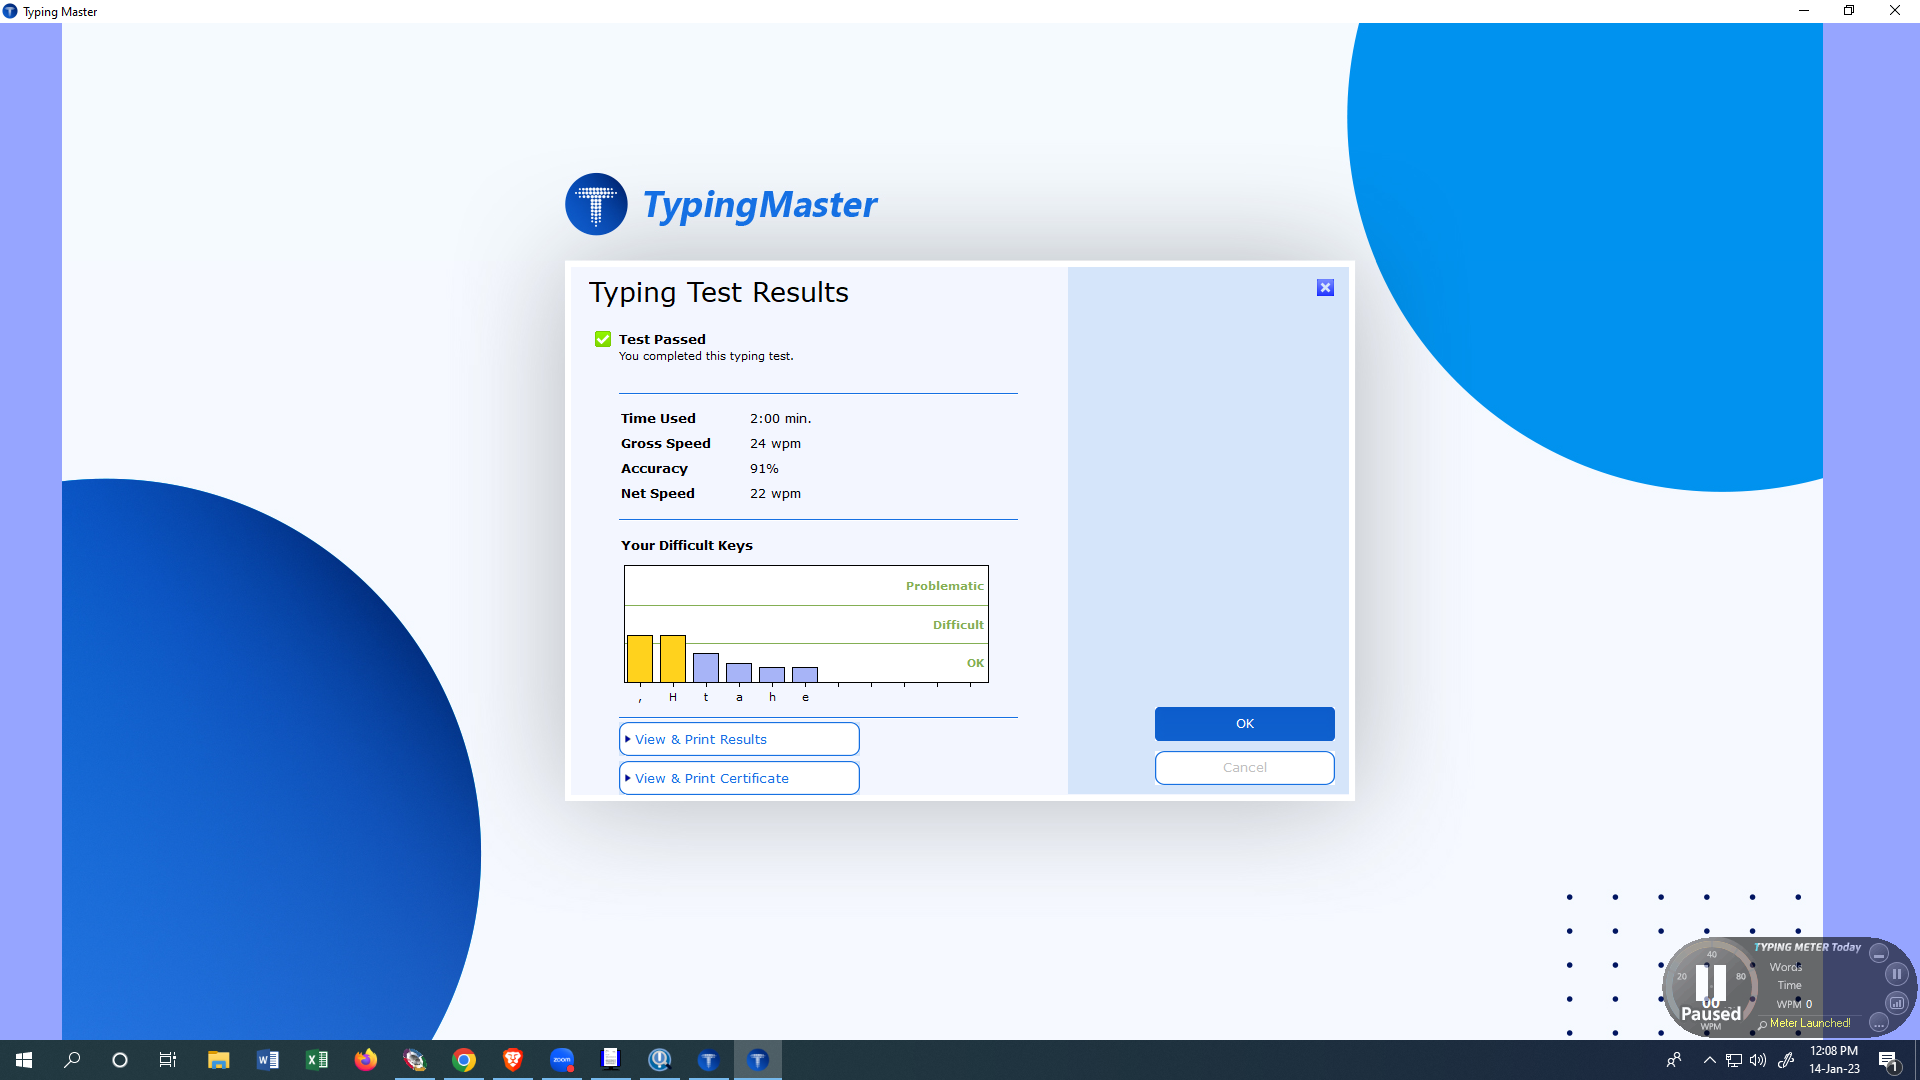 Typing Master
TypingMaster
Typing Test Results
Test Passed
You completed this typing test.
Time Used 2:00 min.
Gross Speed 24 wpm
Accuracy 91%
Net Speed 22 wpm
Your Difficult Keys
Problematic
Difficult
OK
, H t a h e
View & Print Results
View & Print Certificate
OK
Cancel
TYPING METER Today
20 40 80
Words
Time
WPM 0
00
Paused
WPM
Meter Launched!
zoom
12:08 PM
14-Jan-23
1